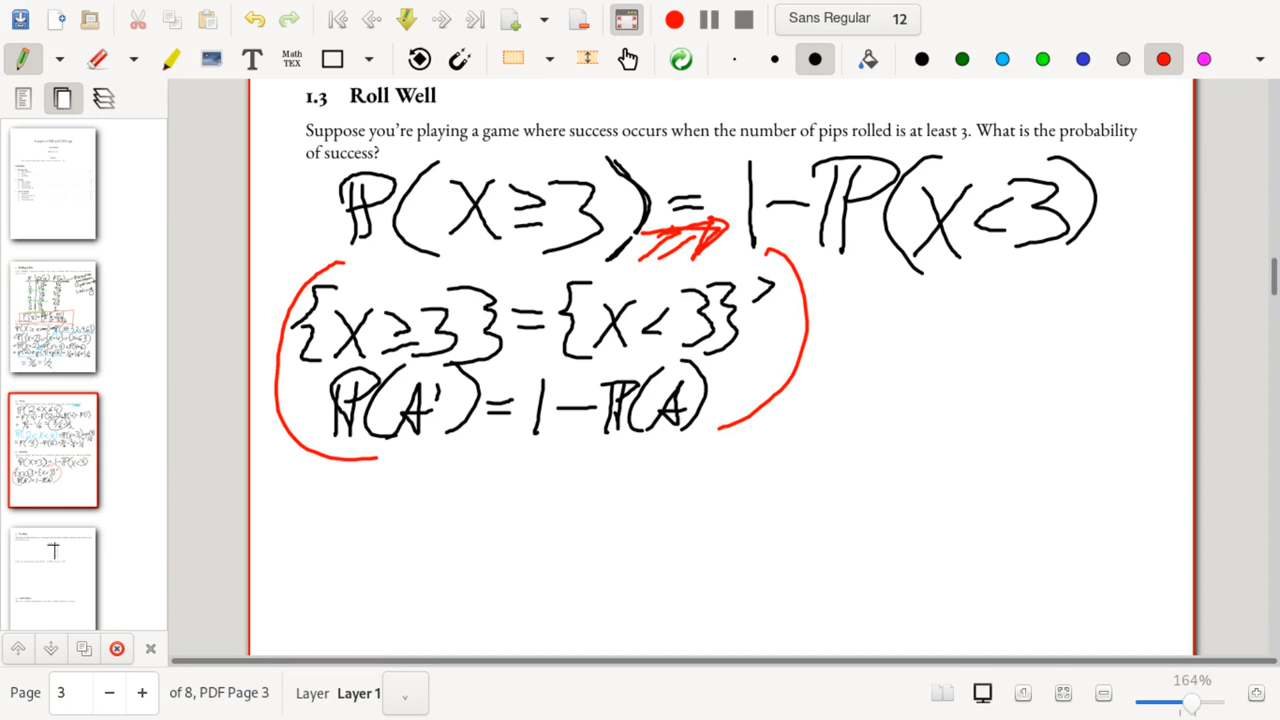 Sans Regular 12
Math
TEX
1.3 Roll Well
Suppose you're playing a game where success occurs when the number of pips rolled is at least 3. What is the probability
of success?
ℙ(X≥3) = 1-ℙ(X<3)
{X≥3} = {X<3}'
ℙ(A') = 1-ℙ(A)
Page 3 of 8, PDF Page 3 Layer Layer 1 164%